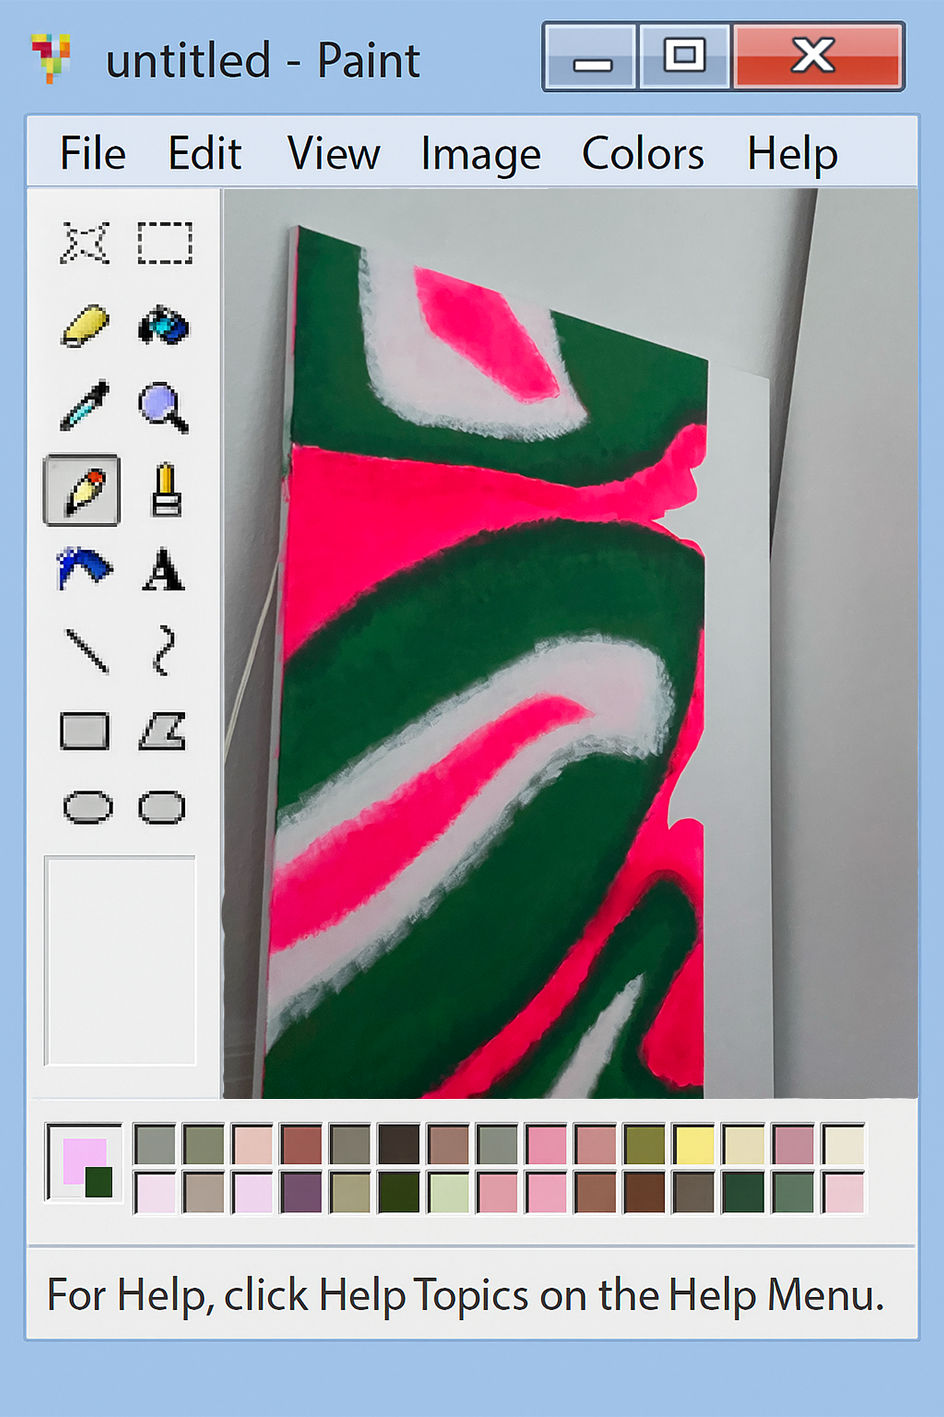 untitled - Paint
File Edit View Image Colors Help
A
For Help, click Help Topics on the Help Menu.